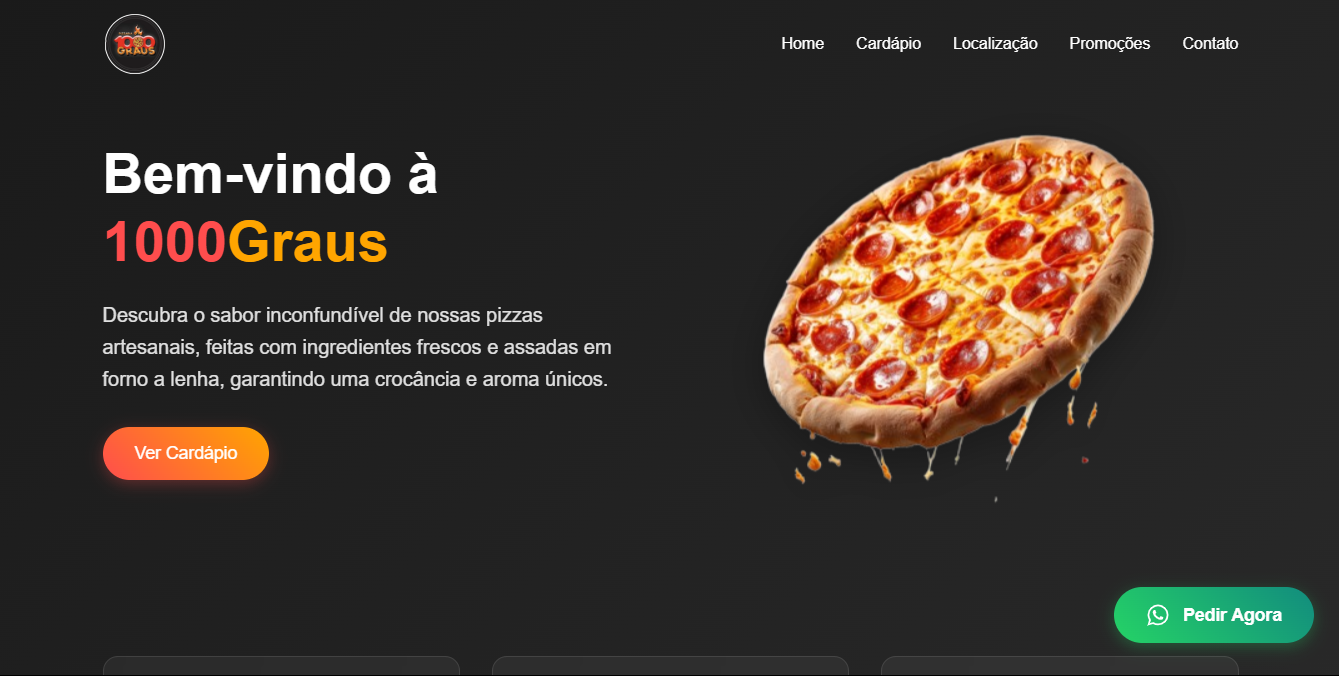 1000
GRAUS
Home Cardápio Localização Promoções Contato
Bem-vindo à
1000Graus
Descubra o sabor inconfundível de nossas pizzas
artesanais, feitas com ingredientes frescos e assadas em
forno a lenha, garantindo uma crocância e aroma únicos.
Ver Cardápio
Pedir Agora